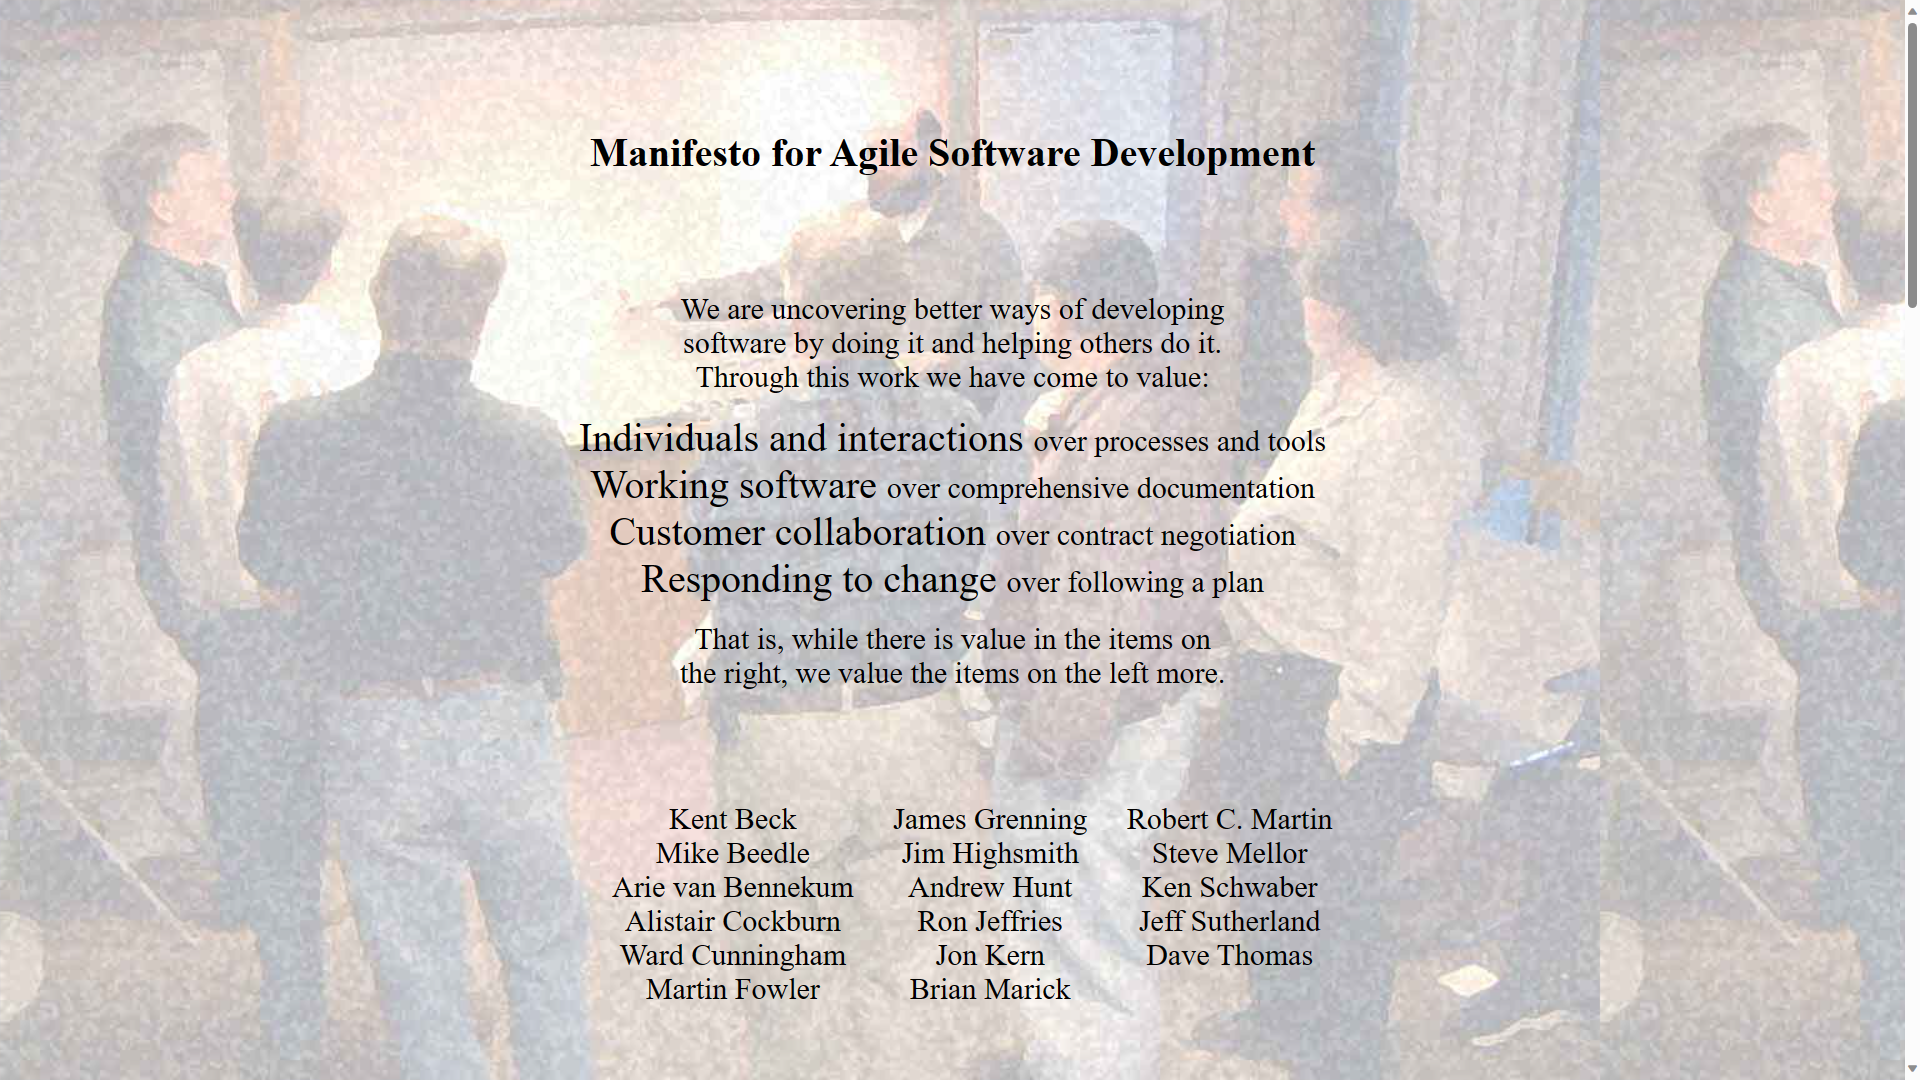 Manifesto for Agile Software Development
We are uncovering better ways of developing
software by doing it and helping others do it.
Through this work we have come to value:
Individuals and interactions over processes and tools
Working software over comprehensive documentation
Customer collaboration over contract negotiation
Responding to change over following a plan
That is, while there is value in the items on
the right, we value the items on the left more.
Kent Beck
Mike Beedle
Arie van Bennekum
Alistair Cockburn
Ward Cunningham
Martin Fowler
James Grenning
Jim Highsmith
Andrew Hunt
Ron Jeffries
Jon Kern
Brian Marick
Robert C. Martin
Steve Mellor
Ken Schwaber
Jeff Sutherland
Dave Thomas